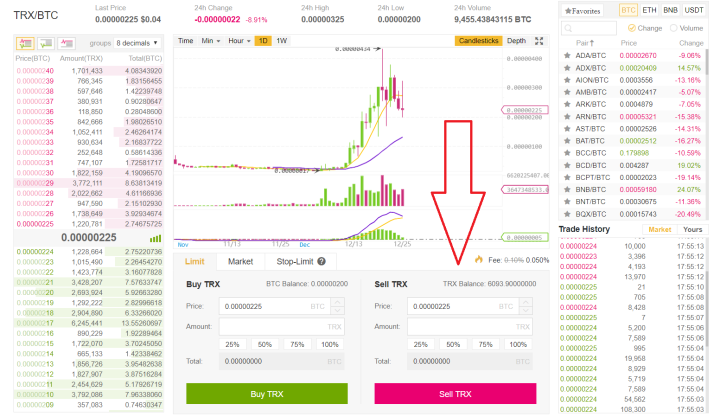 TRX/BTC
Last Price
0.00000225 $0.04
24h Change
-0.00000022 -8.91%
24h High
0.00000325
24h Low
0.00000200
24h Volume
9,455.43843115 BTC
groups 8 decimals
Price(BTC) Amount(TRX) Total(BTC)
0.00000240 1,701,433 4.08343920
0.00000239 766,345 1.83156455
0.00000238 597,646 1.42239748
0.00000237 380,931 0.90280647
0.00000236 118,850 0.28048600
0.00000235 842,666 1.98026510
0.00000234 1,052,411 2.46264174
0.00000233 930,634 2.16837722
0.00000232 252,648 0.58614336
0.00000231 747,107 1.72581717
0.00000230 1,822,159 4.19096570
0.00000229 3,772,111 8.63813419
0.00000228 2,022,662 4.61166936
0.00000227 947,590 2.15102930
0.00000226 1,738,649 3.92934674
0.00000225 1,220,781 2.74675725
0.00000225
0.00000224 1,228,664 2.75220736
0.00000223 1,015,490 2.26454270
0.00000222 1,423,774 3.16077828
0.00000221 3,428,207 7.57633747
0.00000220 2,693,924 5.92663280
0.00000219 1,292,222 2.82996618
0.00000218 2,904,890 6.33266020
0.00000217 6,245,441 13.55260697
0.00000216 890,229 1.92289464
0.00000215 1,722,070 3.70245050
0.00000214 665,133 1.42338462
0.00000213 1,856,726 3.95482638
0.00000212 1,827,907 3.87516284
0.00000211 2,454,629 5.17926719
0.00000210 3,792,086 7.96338060
0.00000209 357,083 0.74630347
Time Min Hour 1D 1W
Candlesticks Depth
0.00000434
0.00000400
0.00000300
0.00000225
0.00000200
0.00000100
0.00000017
3647348533.0
0.00000005
Nov 11/13 11/25 Dec 12/13 12/25
Limit Market Stop-Limit ?
Fee: 0.10% 0.050%
Buy TRX BTC Balance: 0.00000200
Price: 0.00000225 BTC
Amount: TRX
25% 50% 75% 100%
Total: 0.00000000 BTC
Buy TRX
Sell TRX TRX Balance: 6093.90000000
Price: 0.00000225 BTC
Amount: TRX
25% 50% 75% 100%
Total: 0.00000000 BTC
Sell TRX
Favorites BTC ETH BNB USDT
Change Volume
Pair Price Change
ADA/BTC 0.00002670 -9.06%
ADX/BTC 0.00020409 14.57%
AION/BTC 0.0003556 -13.16%
AMB/BTC 0.00002417 -5.07%
ARK/BTC 0.0004879 -7.05%
ARN/BTC 0.00005321 -15.38%
AST/BTC 0.00002526 -14.31%
BAT/BTC 0.00002512 -16.27%
BCC/BTC 0.179898 -10.59%
BCD/BTC 0.004287 19.02%
BCPT/BTC 0.00002023 -19.14%
BNB/BTC 0.00059180 24.07%
BNT/BTC 0.00030675 -11.36%
BQX/BTC 0.00015743 -20.49%
Trade History Market Yours
0.00000224 10,000 17:55:13
0.00000223 3,396 17:55:12
0.00000224 4,193 17:55:12
0.00000224 13,970 17:55:12
0.00000225 21 17:55:10
0.00000225 705 17:55:08
0.00000224 8,428 17:55:08
0.00000225 7 17:55:07
0.00000224 5,200 17:55:06
0.00000224 7,589 17:55:06
0.00000225 995 17:55:04
0.00000224 19,958 17:55:04
0.00000224 8,929 17:55:04
0.00000224 5,719 17:55:04
0.00000224 7,589 17:55:04
0.00000224 54,562 17:55:03
0.00000224 108,300 17:55:03